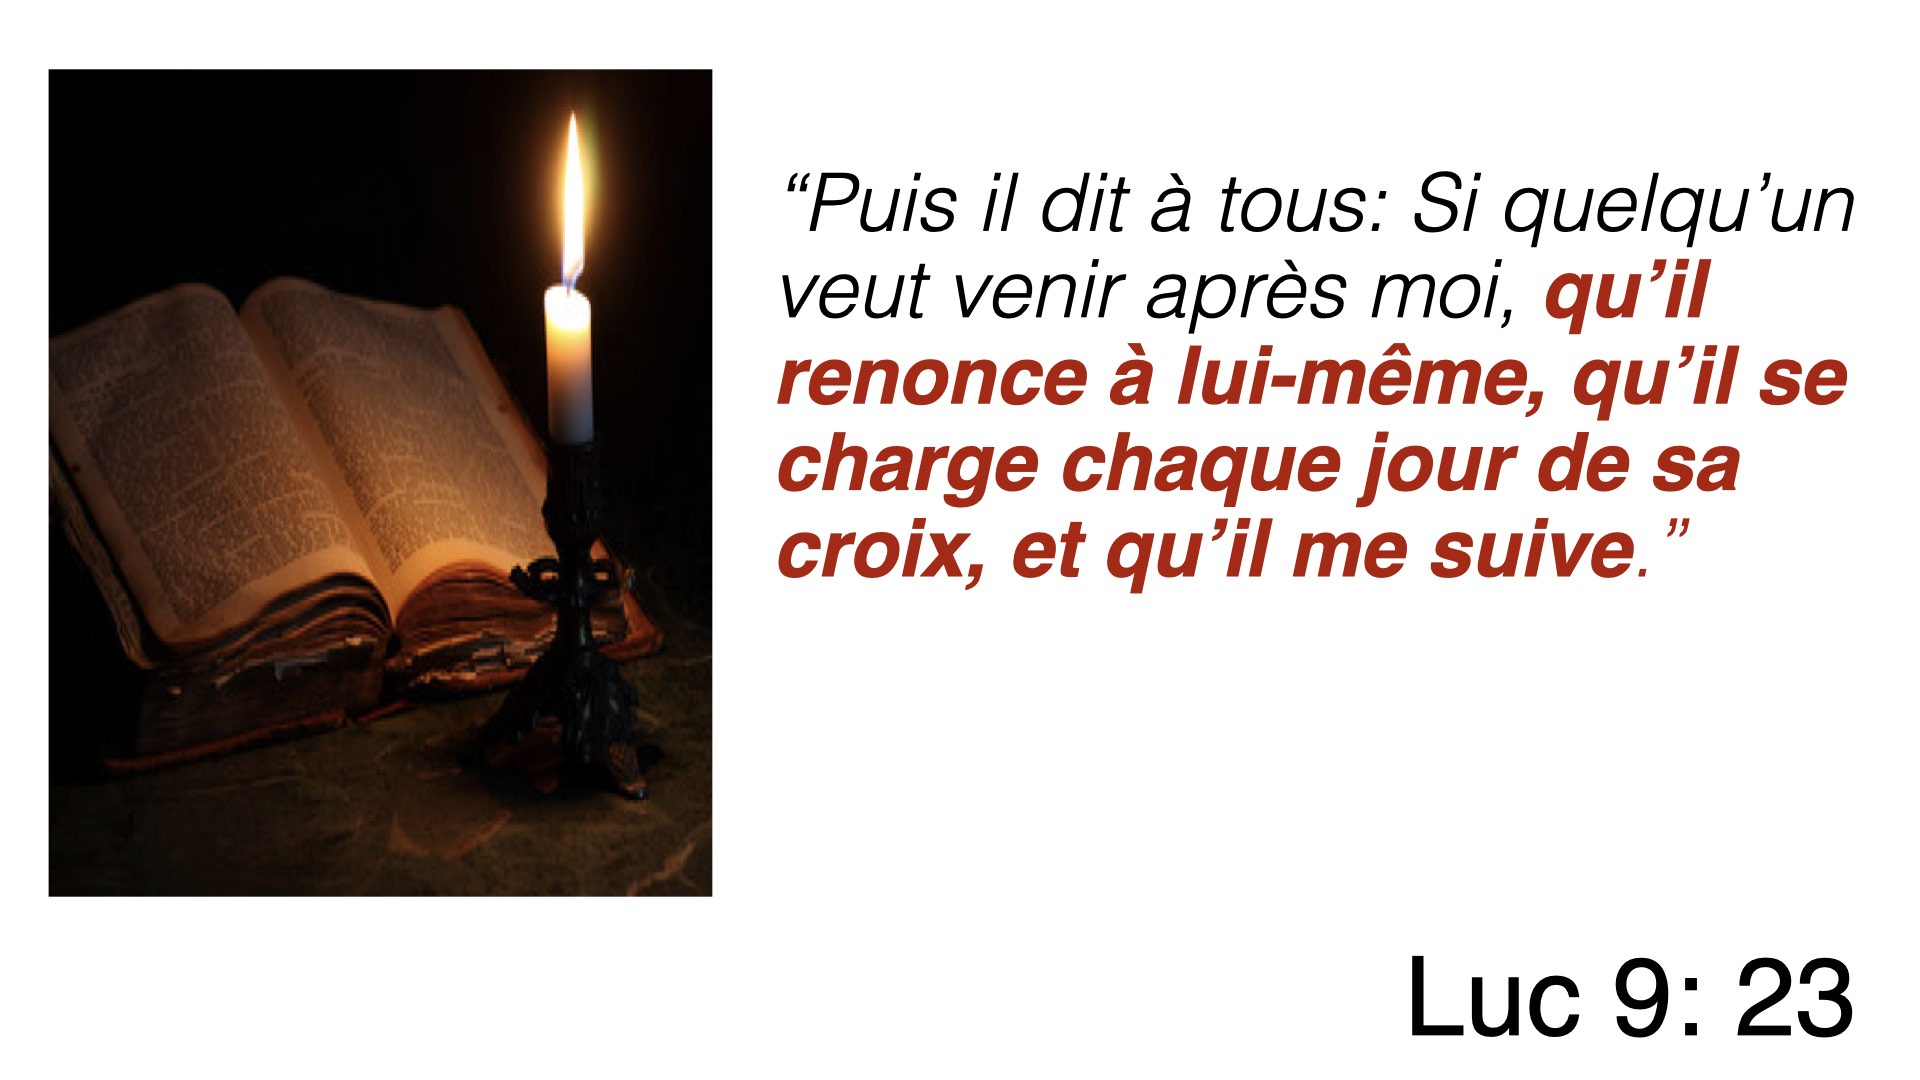 “Puis il dit à tous: Si quelqu’un
veut venir après moi, qu’il
renonce à lui-même, qu’il se
charge chaque jour de sa
croix, et qu’il me suive.”
Luc 9: 23